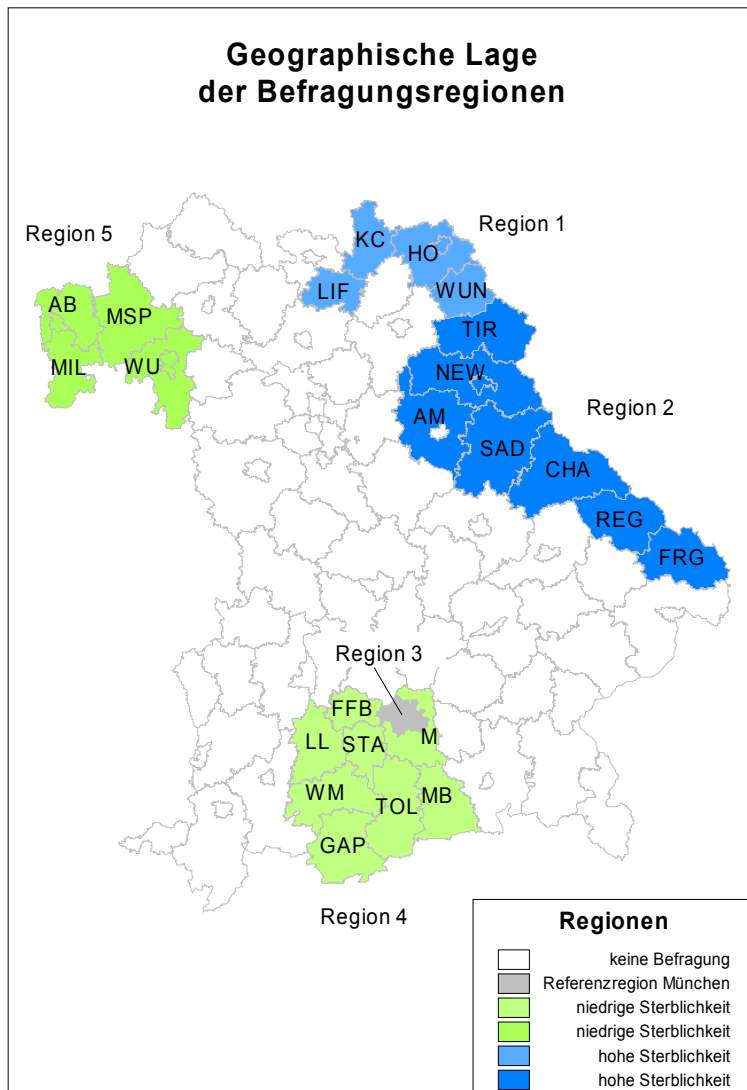 Geographische Lage
der Befragungsregionen
Region 1
Region 5
KC
HO
LIF
WUN
AB
MSP
TIR
MIL
WU
NEW
Region 2
AM
SAD
CHA
REG
FRG
Region 3
FFB
LL
STA
M
WM
TOL
MB
GAP
Region 4
Regionen
keine Befragung
Referenzregion München
niedrige Sterblichkeit
niedrige Sterblichkeit
hohe Sterblichkeit
hohe Sterblichkeit